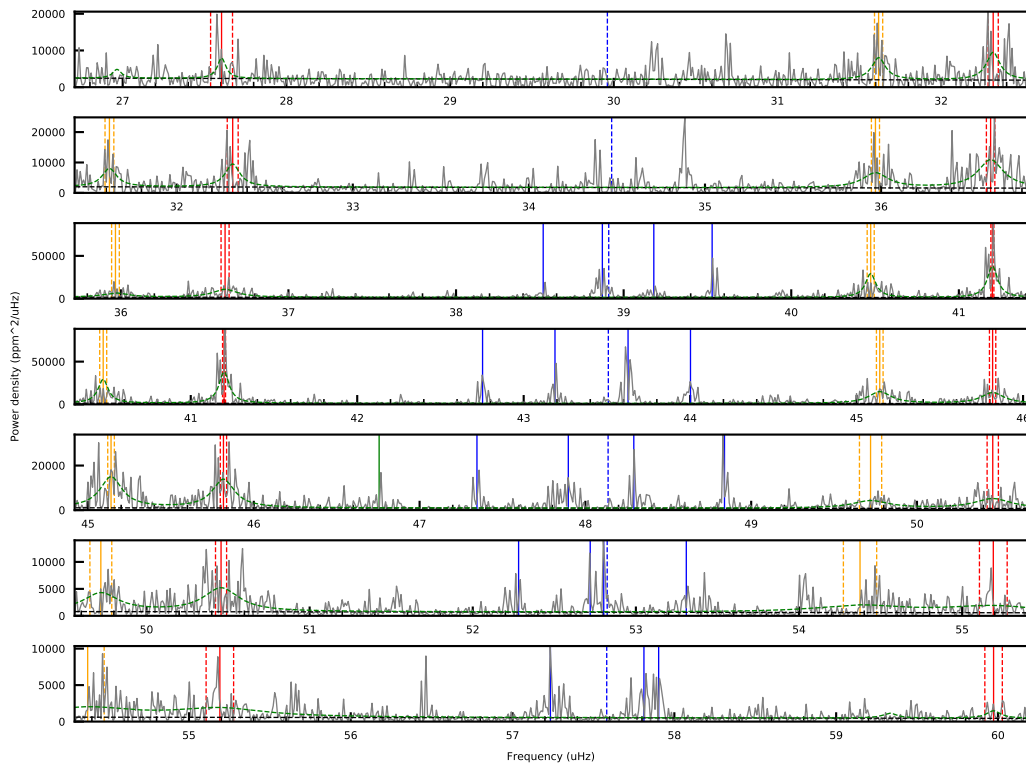 20000
10000
0
27 28 29 30 31 32
20000
10000
0
32 33 34 35 36
50000
0
36 37 38 39 40 41
50000
0
41 42 43 44 45 46
Power density (ppm^2/uHz)
20000
0
45 46 47 48 49 50
10000
5000
0
50 51 52 53 54 55
10000
5000
0
55 56 57 58 59 60
Frequency (uHz)